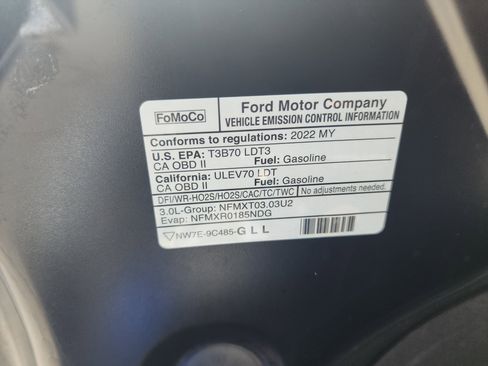 FoMoCo
Ford Motor Company
VEHICLE EMISSION CONTROL INFORMATION
Conforms to regulations: 2022 MY
U.S. EPA: T3B70 LDT3
CA OBD II Fuel: Gasoline
California: ULEV70 LDT
CA OBD II Fuel: Gasoline
DFI/WR-HO2S/HO2S/CAC/TC/TWC No adjustments needed.
3.0L-Group: NFMXT03.03U2
Evap: NFMXR0185NDG
NW7E-9C485-GLL